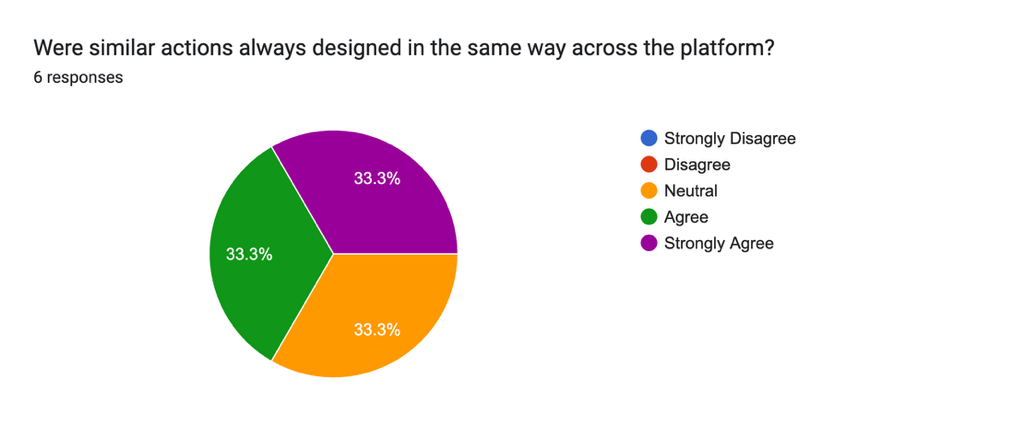 Were similar actions always designed in the same way across the platform?
6 responses
33.3%
33.3%
33.3%
Strongly Disagree
Disagree
Neutral
Agree
Strongly Agree